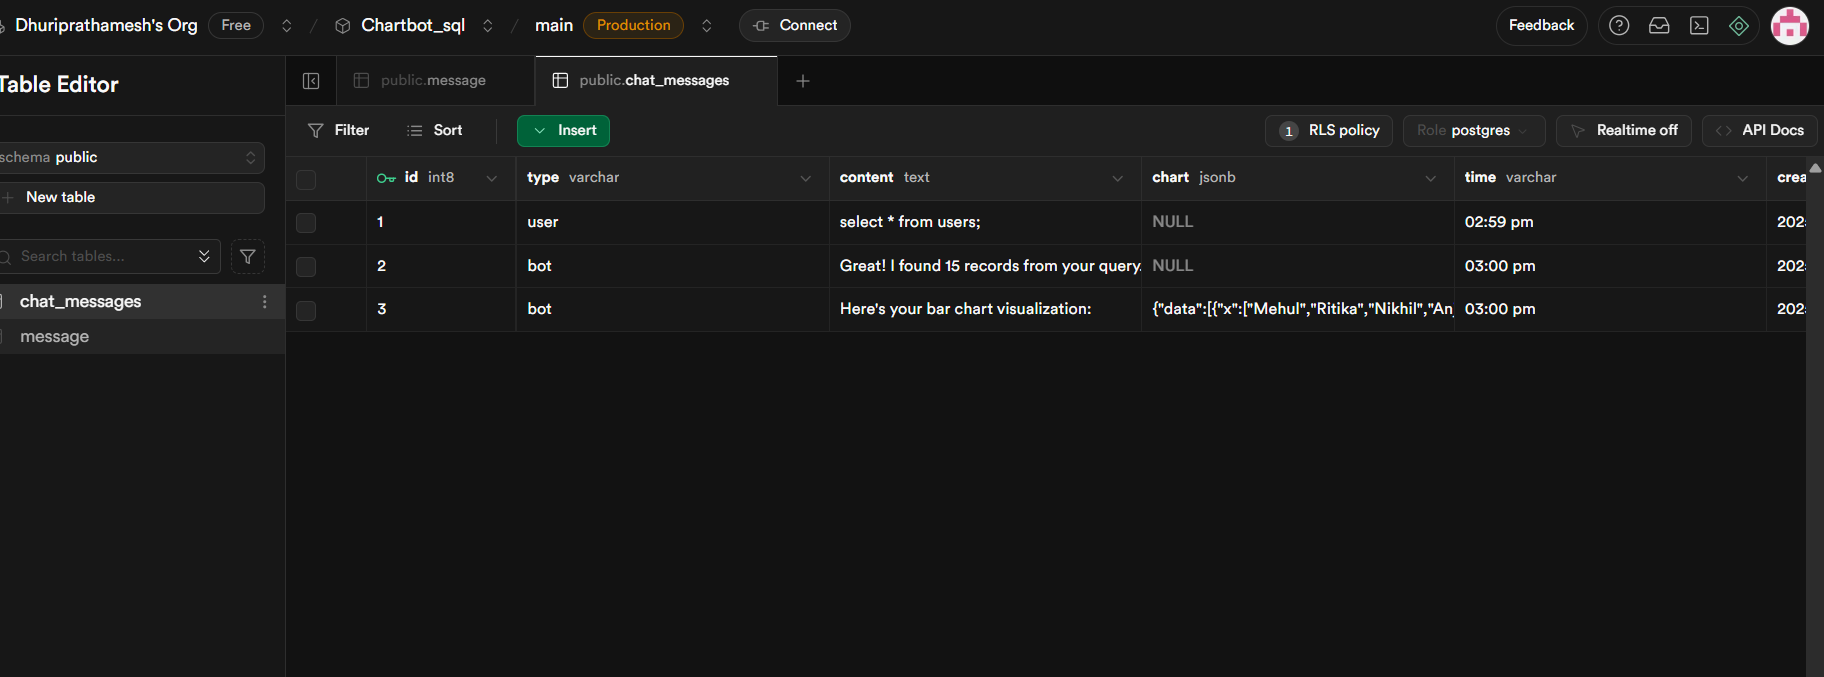 Dhuriprathamesh's Org Free / Chartbot_sql / main Production Connect Feedback
Table Editor
public.message public.chat_messages
Filter Sort Insert 1 RLS policy Role postgres Realtime off API Docs
schema public
New table
Search tables...
chat_messages
message
id int8 type varchar content text chart jsonb time varchar crea
1 user select * from users; NULL 02:59 pm 202
2 bot Great! I found 15 records from your query. NULL 03:00 pm 202
3 bot Here's your bar chart visualization: {"data":[{"x":["Mehul","Ritika","Nikhil","An 03:00 pm 202